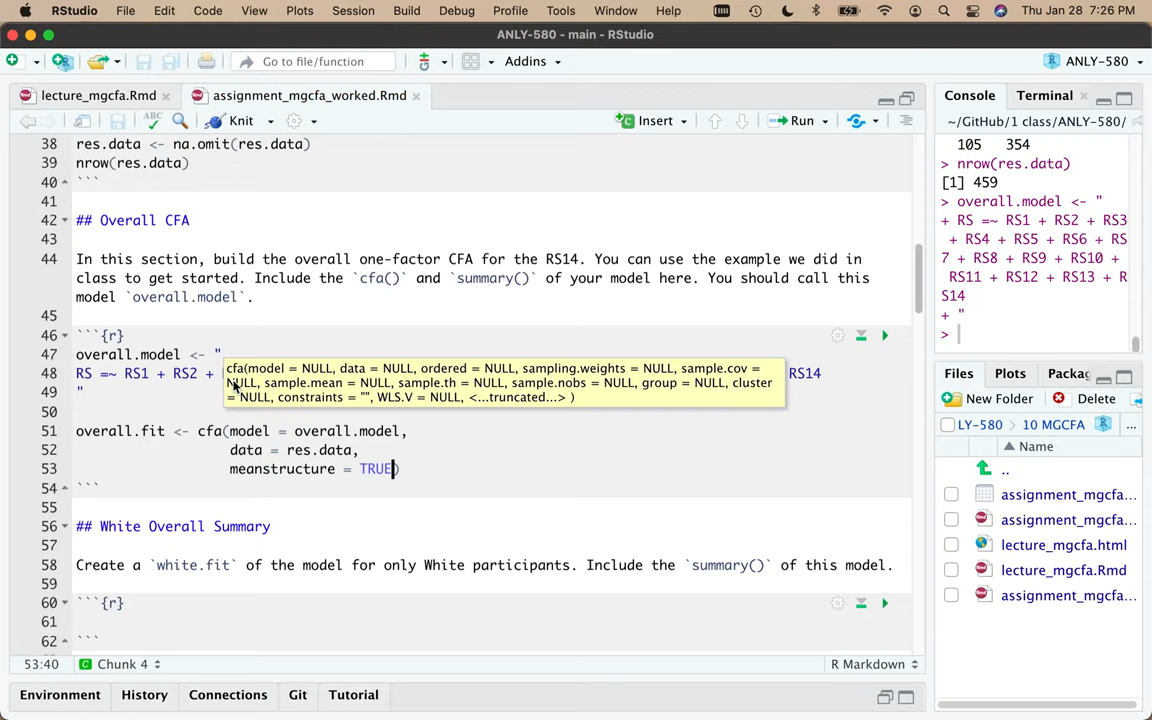 RStudio File Edit Code View Plots Session Build Debug Profile Tools Window Help Thu Jan 28 7:26 PM
ANLY-580 - main - RStudio
Go to file/function Addins ANLY-580
lecture_mgcfa.Rmd assignment_mgcfa_worked.Rmd
ABC Knit Insert Run
38 res.data <- na.omit(res.data)
39 nrow(res.data)
40 ```
41
42 ## Overall CFA
43
44 In this section, build the overall one-factor CFA for the RS14. You can use the example we did in
class to get started. Include the `cfa()` and `summary()` of your model here. You should call this
model `overall.model`.
45
46 ```{r}
47 overall.model <- "
48 RS =~ RS1 + RS2 + RS14
cfa(model = NULL, data = NULL, ordered = NULL, sampling.weights = NULL, sample.cov
= NULL, sample.mean = NULL, sample.th = NULL, sample.nobs = NULL, group = NULL, cluster
= NULL, constraints = "", WLS.V = NULL, <...truncated...> )
49 "
50
51 overall.fit <- cfa(model = overall.model,
52 data = res.data,
53 meanstructure = TRUE)
54 ```
55
56 ## White Overall Summary
57
58 Create a `white.fit` of the model for only White participants. Include the `summary()` of this model.
59
60 ```{r}
61
62 ```
53:40 Chunk 4 R Markdown
Environment History Connections Git Tutorial
Console Terminal
~/GitHub/1 class/ANLY-580/
105 354
> nrow(res.data)
[1] 459
> overall.model <- "
+ RS =~ RS1 + RS2 + RS3
+ RS4 + RS5 + RS6 + RS
7 + RS8 + RS9 + RS10 +
RS11 + RS12 + RS13 + R
S14
+ "
>
Files Plots Packag
New Folder Delete
LY-580 > 10 MGCFA ...
Name
..
assignment_mgcfa...
assignment_mgcfa...
lecture_mgcfa.html
lecture_mgcfa.Rmd
assignment_mgcfa...